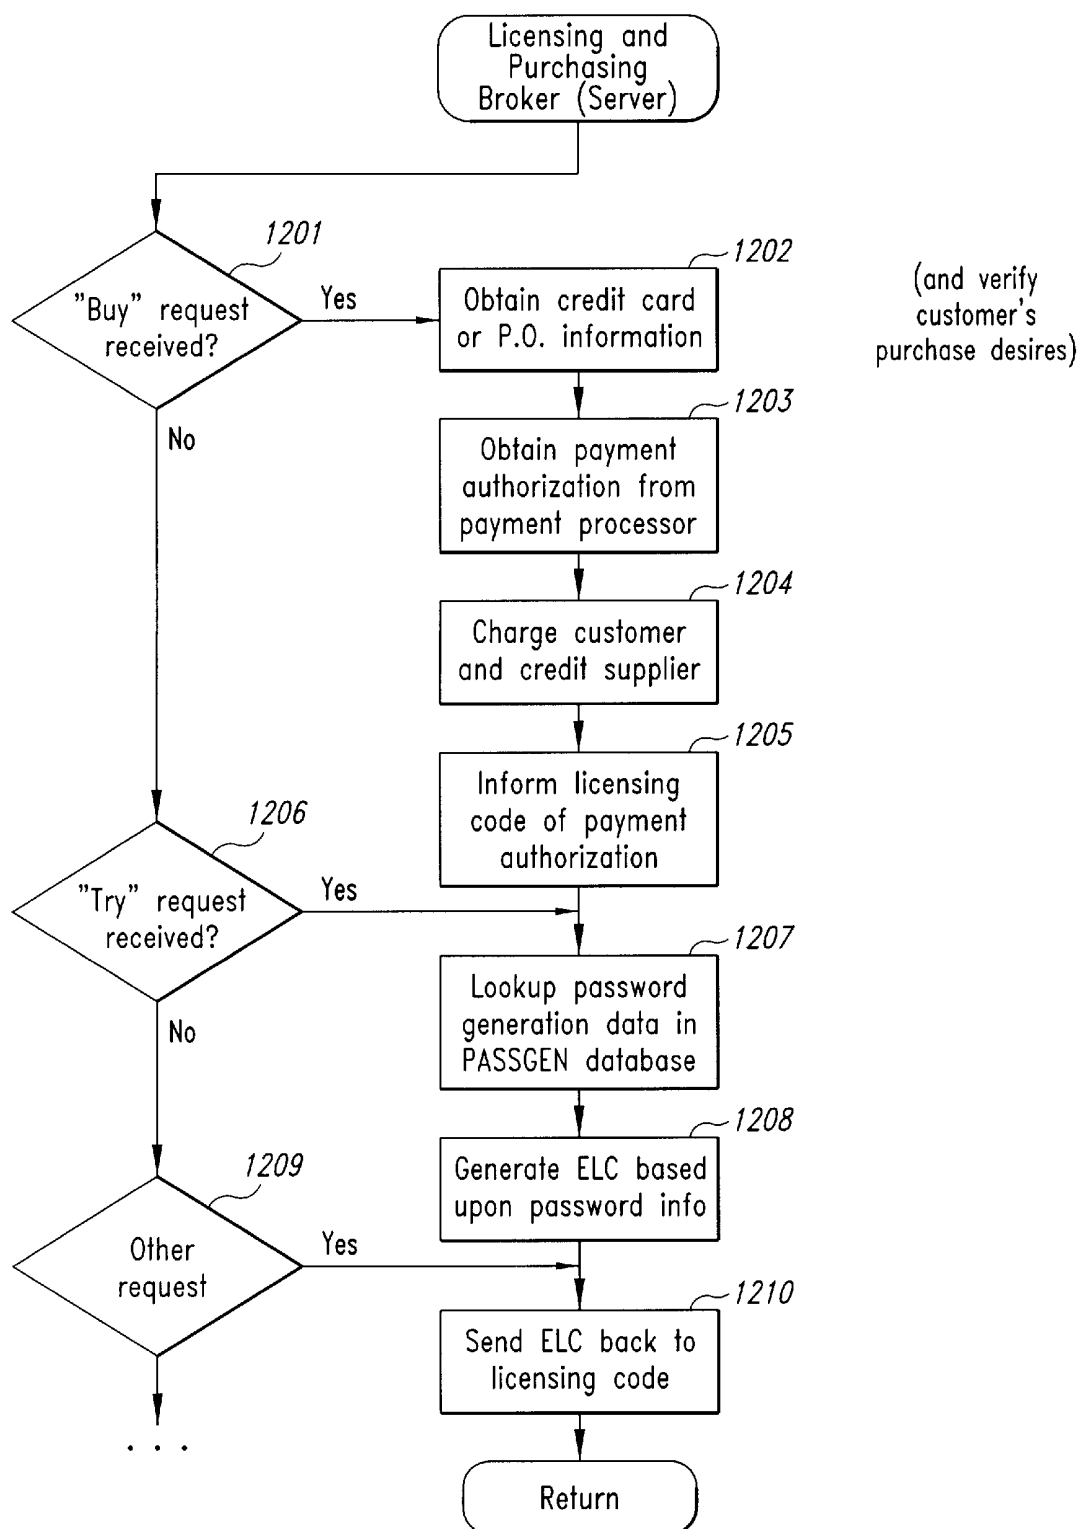 Licensing and
Purchasing
Broker (Server)
1201
"Buy" request
received?
Yes
No
1202
Obtain credit card
or P.O. information
(and verify
customer's
purchase desires)
1203
Obtain payment
authorization from
payment processor
1204
Charge customer
and credit supplier
1205
Inform licensing
code of payment
authorization
1206
"Try" request
received?
Yes
No
1207
Lookup password
generation data in
PASSGEN database
1208
Generate ELC based
upon password info
1209
Other
request
Yes
. . .
1210
Send ELC back to
licensing code
Return